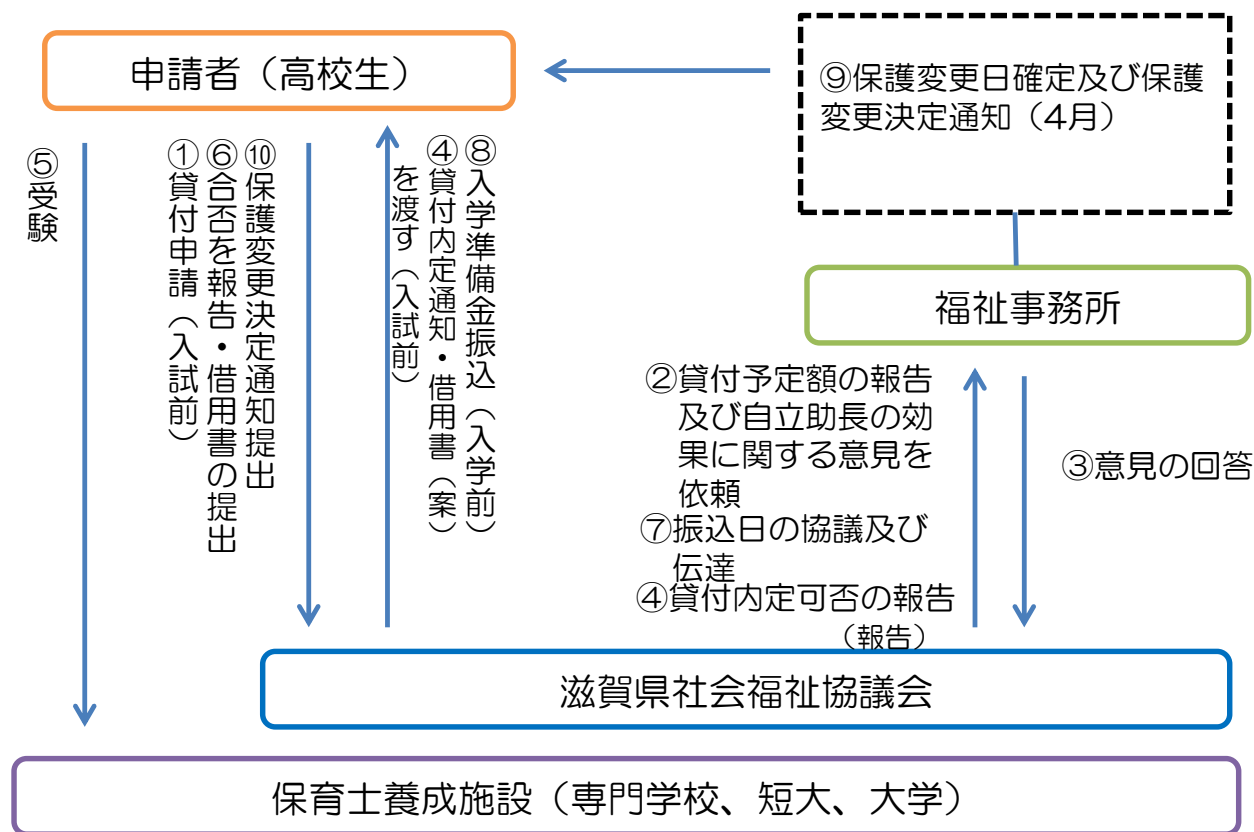 申請者（高校生）
⑨保護変更日確定及び保護
変更決定通知（4月）
⑤受験
⑩保護変更決定通知提出
⑥合否を報告・借用書の提出
①貸付申請（入試前）
⑧入学準備金振込（入学前）
④貸付内定通知・借用書（案）
を渡す（入試前）
福祉事務所
②貸付予定額の報告
及び自立助長の効
果に関する意見を
依頼
⑦振込日の協議及び
伝達
④貸付内定可否の報告
（報告）
③意見の回答
滋賀県社会福祉協議会
保育士養成施設（専門学校、短大、大学）